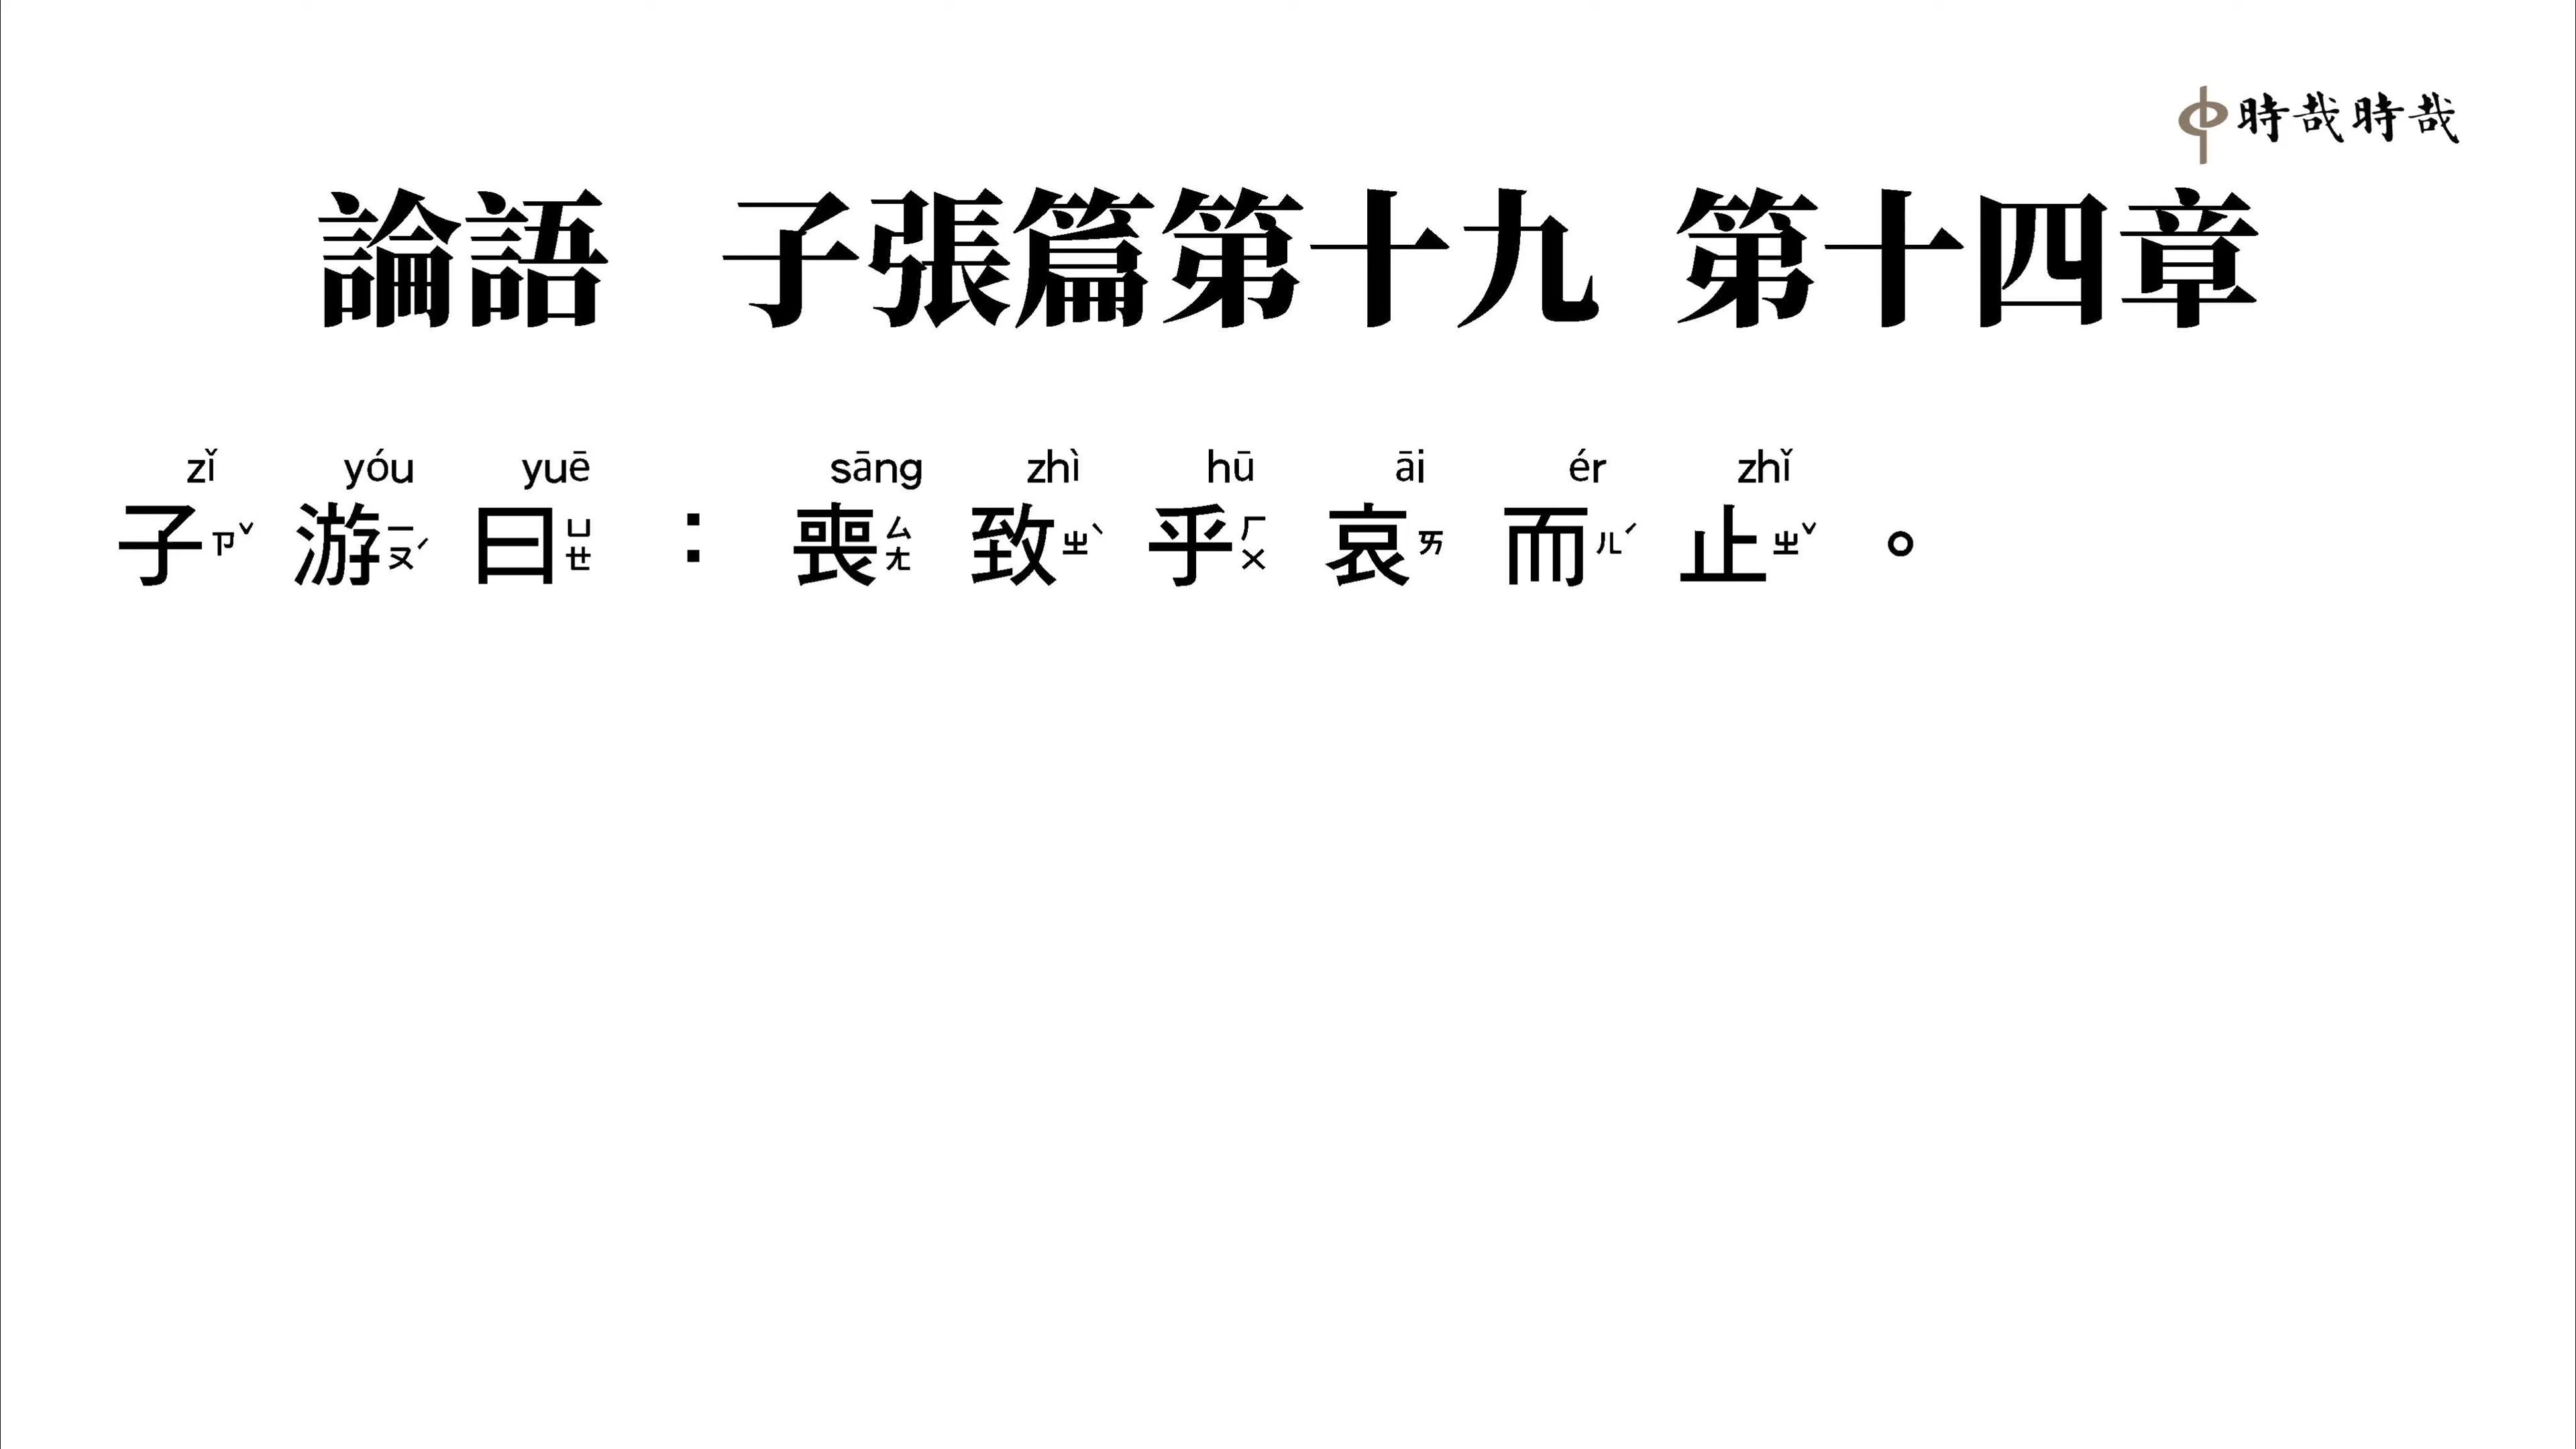 時哉時哉
論語 子張篇第十九 第十四章
zǐ yóu yuē sāng zhì hū āi ér zhǐ
子ㄗˇ 游ㄧㄡˊ 曰ㄩㄝ ： 喪ㄙㄤ 致ㄓˋ 乎ㄏㄨ 哀ㄞ 而ㄦˊ 止ㄓˇ 。